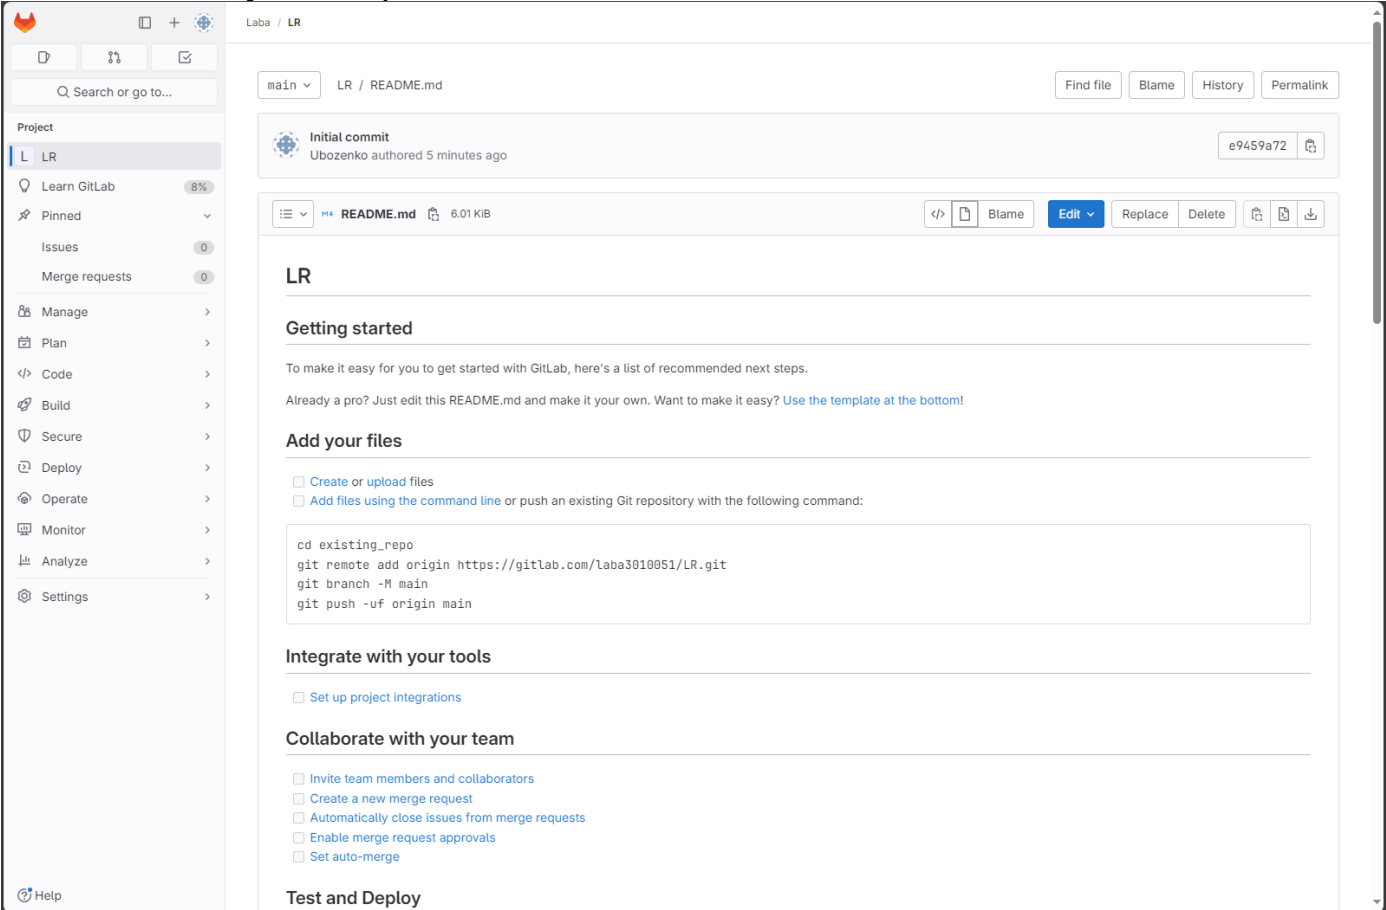 Laba / LR
Search or go to...
Project
L LR
Learn GitLab 8%
Pinned
Issues 0
Merge requests 0
Manage
Plan
Code
Build
Secure
Deploy
Operate
Monitor
Analyze
Settings
Help
main LR / README.md Find file Blame History Permalink
Initial commit
Ubozenko authored 5 minutes ago
e9459a72
README.md 6.01 KiB Blame Edit Replace Delete
LR
Getting started
To make it easy for you to get started with GitLab, here's a list of recommended next steps.
Already a pro? Just edit this README.md and make it your own. Want to make it easy? Use the template at the bottom!
Add your files
Create or upload files
Add files using the command line or push an existing Git repository with the following command:
cd existing_repo
git remote add origin https://gitlab.com/laba3010051/LR.git
git branch -M main
git push -uf origin main
Integrate with your tools
Set up project integrations
Collaborate with your team
Invite team members and collaborators
Create a new merge request
Automatically close issues from merge requests
Enable merge request approvals
Set auto-merge
Test and Deploy